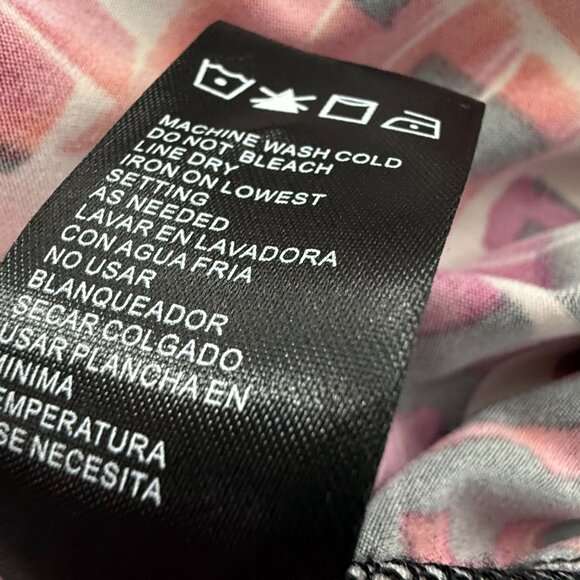 MACHINE WASH COLD
DO NOT BLEACH
LINE DRY
IRON ON LOWEST
SETTING
AS NEEDED
LAVAR EN LAVADORA
CON AGUA FRIA
NO USAR
BLANQUEADOR
SECAR COLGADO
USAR PLANCHA EN
MINIMA
TEMPERATURA
SE NECESITA